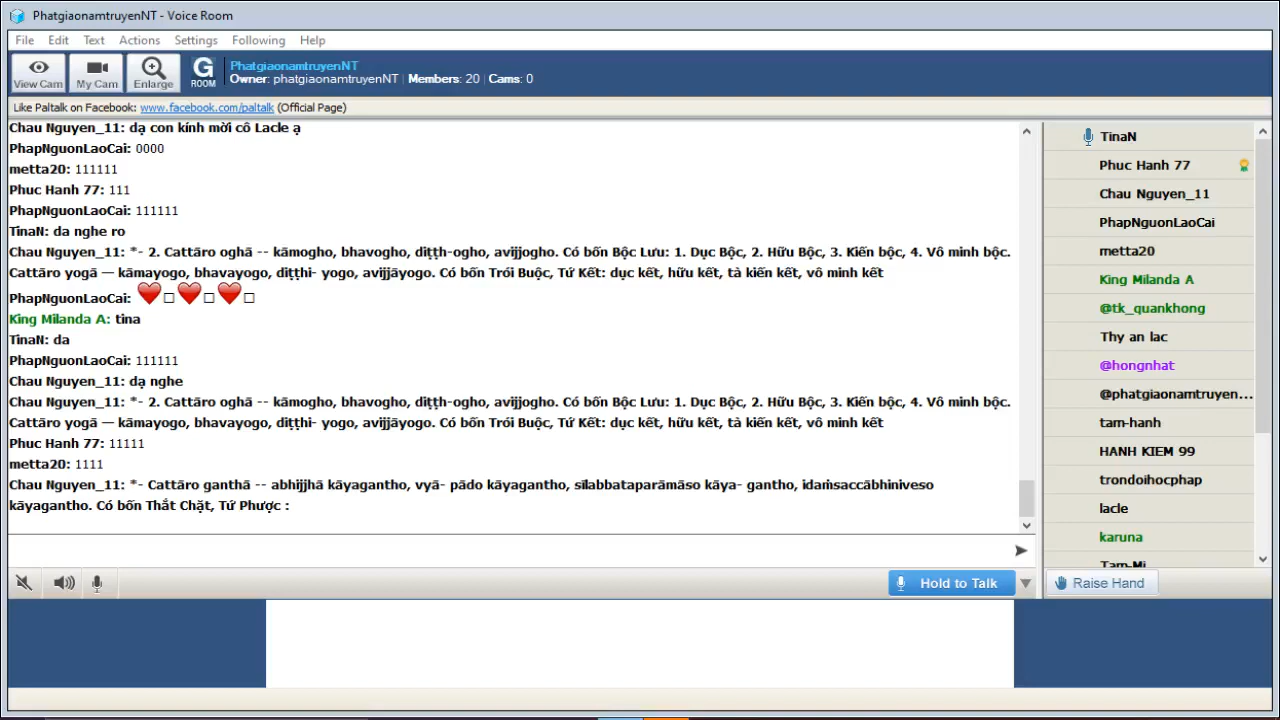 PhatgiaonamtruyenNT - Voice Room
File Edit Text Actions Settings Following Help
View Cam My Cam Enlarge G ROOM
PhatgiaonamtruyenNT
Owner: phatgiaonamtruyenNT | Members: 20 | Cams: 0
Like Paltalk on Facebook: www.facebook.com/paltalk (Official Page)
Chau Nguyen_11: dạ con kính mời cô Lacle ạ
PhapNguonLaoCai: 0000
metta20: 111111
Phuc Hanh 77: 111
PhapNguonLaoCai: 111111
TinaN: da nghe ro
Chau Nguyen_11: *- 2. Cattāro oghā -- kāmogho, bhavogho, diṭṭh-ogho, avijjogho. Có bốn Bộc Lưu: 1. Dục Bộc, 2. Hữu Bộc, 3. Kiến bộc, 4. Vô minh bộc.
Cattāro yogā — kāmayogo, bhavayogo, diṭṭhi- yogo, avijjāyogo. Có bốn Trói Buộc, Tứ Kết: dục kết, hữu kết, tà kiến kết, vô minh kết
PhapNguonLaoCai:
King Milanda A: tina
TinaN: da
PhapNguonLaoCai: 111111
Chau Nguyen_11: dạ nghe
Chau Nguyen_11: *- 2. Cattāro oghā -- kāmogho, bhavogho, diṭṭh-ogho, avijjogho. Có bốn Bộc Lưu: 1. Dục Bộc, 2. Hữu Bộc, 3. Kiến bộc, 4. Vô minh bộc.
Cattāro yogā — kāmayogo, bhavayogo, diṭṭhi- yogo, avijjāyogo. Có bốn Trói Buộc, Tứ Kết: dục kết, hữu kết, tà kiến kết, vô minh kết
Phuc Hanh 77: 11111
metta20: 1111
Chau Nguyen_11: *- Cattāro ganthā -- abhijjhā kāyagantho, vyā- pādo kāyagantho, sīlabbataparāmāso kāya- gantho, idaṁsaccābhiniveso
kāyagantho. Có bốn Thắt Chặt, Tứ Phược :
Hold to Talk
TinaN
Phuc Hanh 77
Chau Nguyen_11
PhapNguonLaoCai
metta20
King Milanda A
@tk_quankhong
Thy an lac
@hongnhat
@phatgiaonamtruyen...
tam-hanh
HANH KIEM 99
trondoihocphap
lacle
karuna
Tam-Mi
Raise Hand